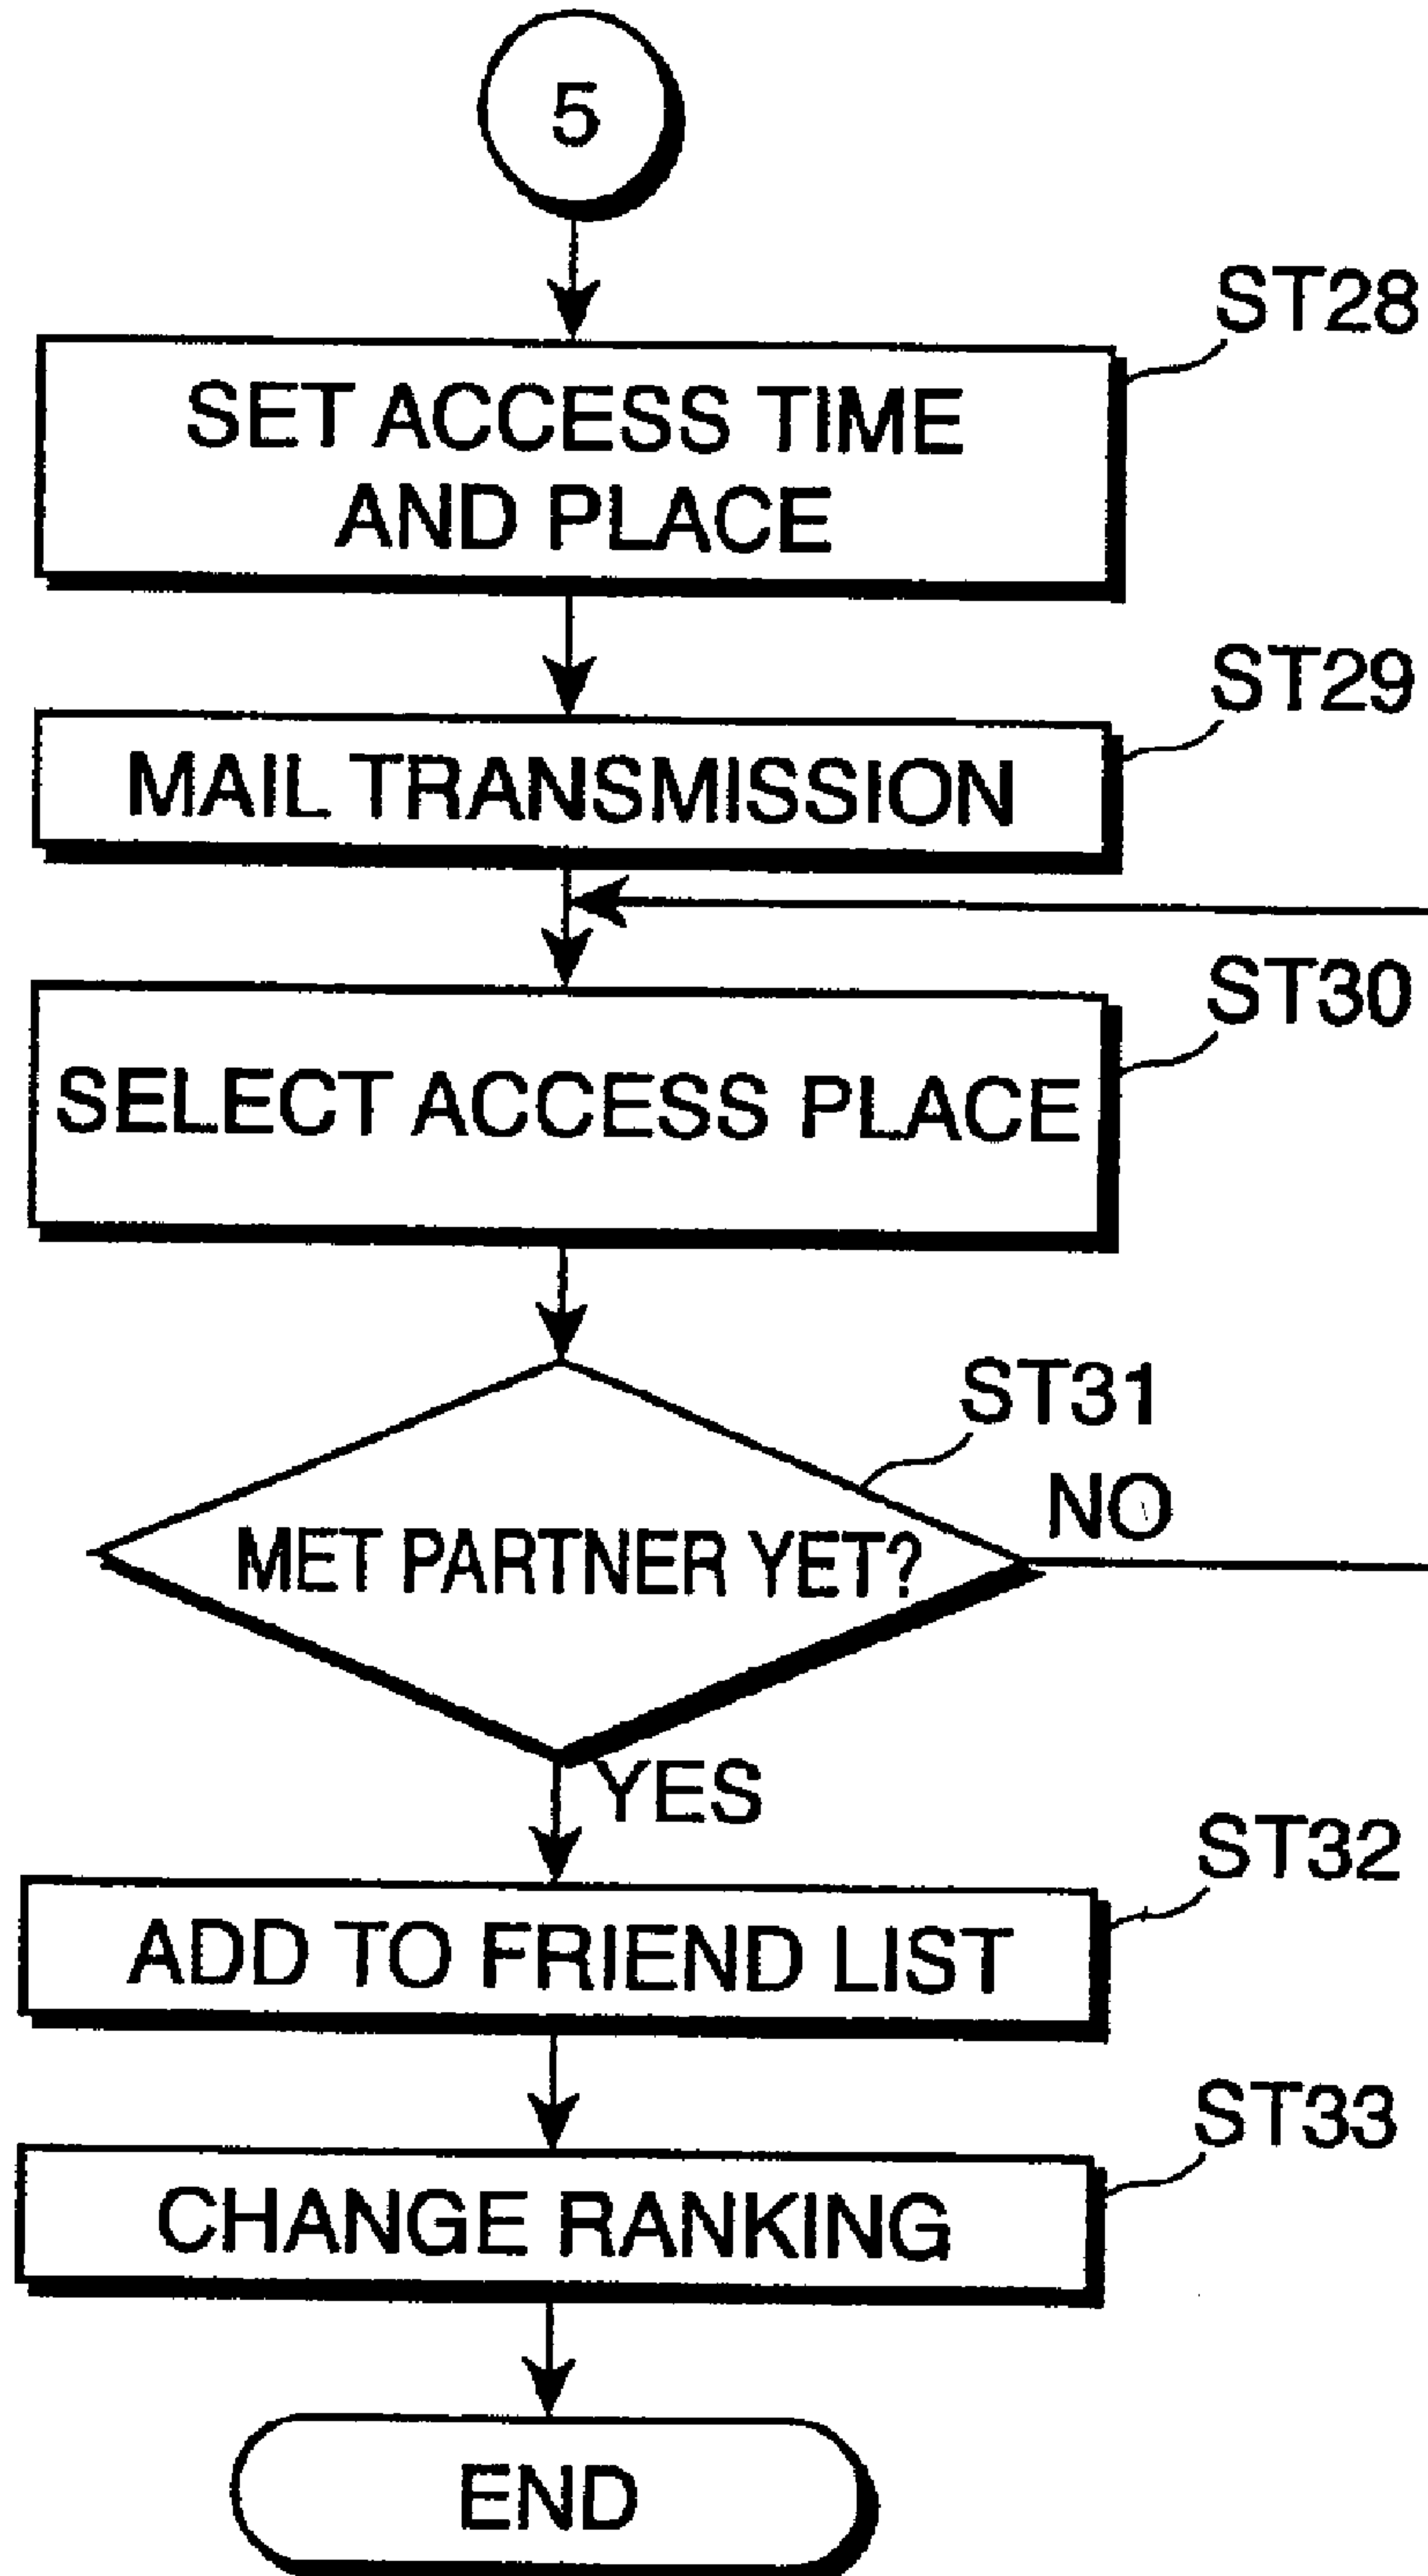 5
ST28
SET ACCESS TIME
AND PLACE
ST29
MAIL TRANSMISSION
ST30
SELECT ACCESS PLACE
ST31
NO
MET PARTNER YET?
YES
ST32
ADD TO FRIEND LIST
ST33
CHANGE RANKING
END